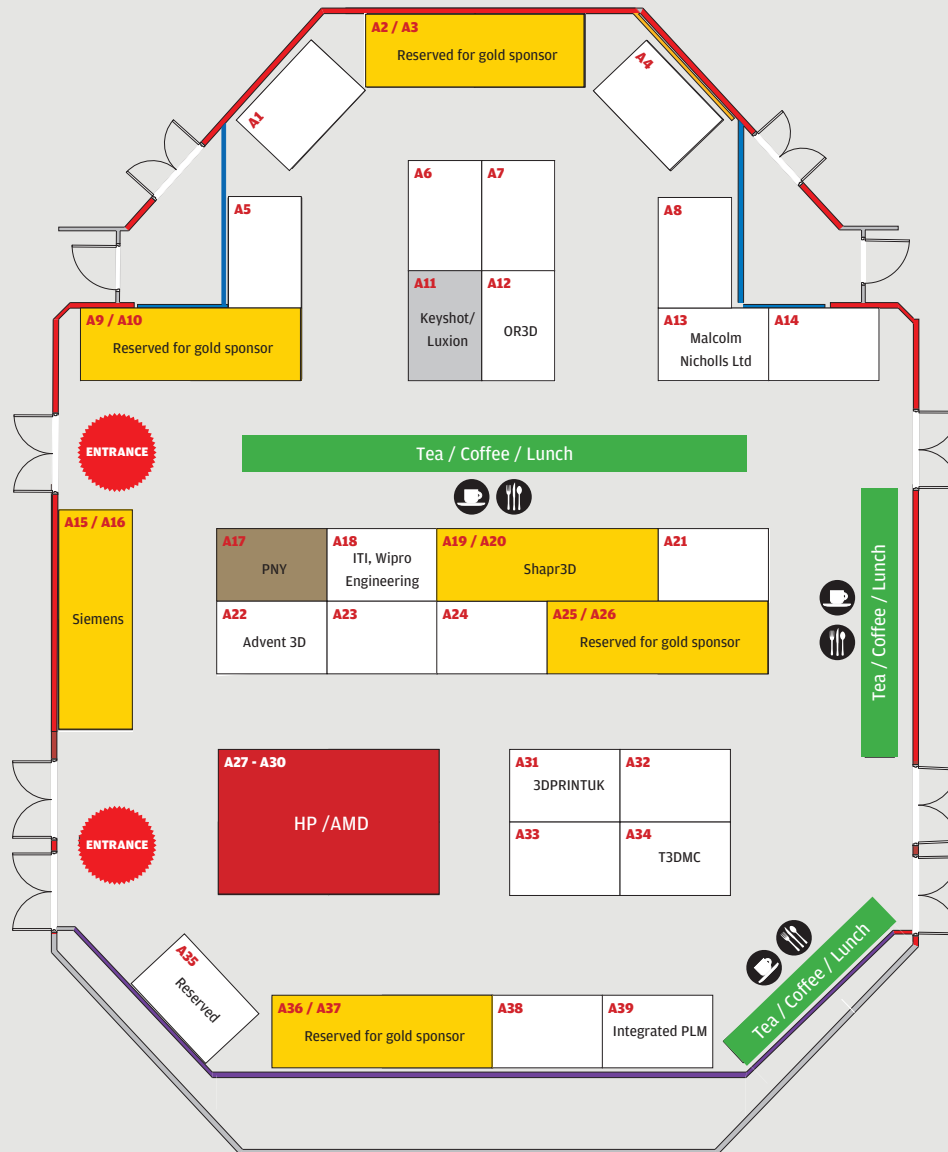 A2 / A3
Reserved for gold sponsor
A1
A4
A6
A7
A5
A8
A11
Keyshot/
Luxion
A12
OR3D
A9 / A10
Reserved for gold sponsor
A13
Malcolm
Nicholls Ltd
A14
ENTRANCE
Tea / Coffee / Lunch
A15 / A16
Siemens
A17
PNY
A18
ITI, Wipro
Engineering
A19 / A20
Shapr3D
A21
A22
Advent 3D
A23
A24
A25 / A26
Reserved for gold sponsor
Tea / Coffee / Lunch
A27 - A30
HP /AMD
A31
3DPRINTUK
A32
A33
A34
T3DMC
ENTRANCE
A35
Reserved
A36 / A37
Reserved for gold sponsor
A38
A39
Integrated PLM
Tea / Coffee / Lunch